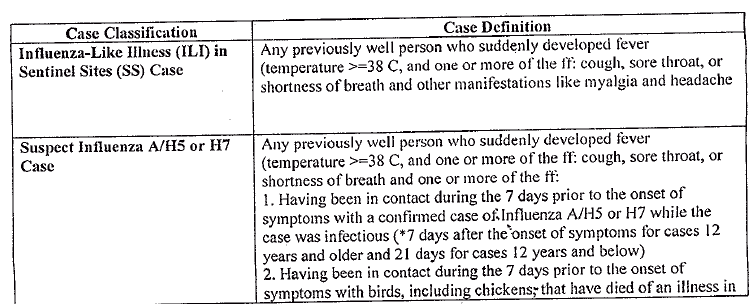 Case Classification
Case Definition
Influenza-Like Illness (ILI) in
Sentinel Sites (SS) Case
Any previously well person who suddenly developed fever
(temperature >=38 C, and one or more of the ff: cough, sore throat, or
shortness of breath and other manifestations like myalgia and headache
Suspect Influenza A/H5 or H7
Case
Any previously well person who suddenly developed fever
(temperature >=38 C, and one or more of the ff: cough, sore throat, or
shortness of breath and one or more of the ff:
1. Having been in contact during the 7 days prior to the onset of
symptoms with a confirmed case of Influenza A/H5 or H7 while the
case was infectious (*7 days after the onset of symptoms for cases 12
years and older and 21 days for cases 12 years and below)
2. Having been in contact during the 7 days prior to the onset of
symptoms with birds, including chickens, that have died of an illness in